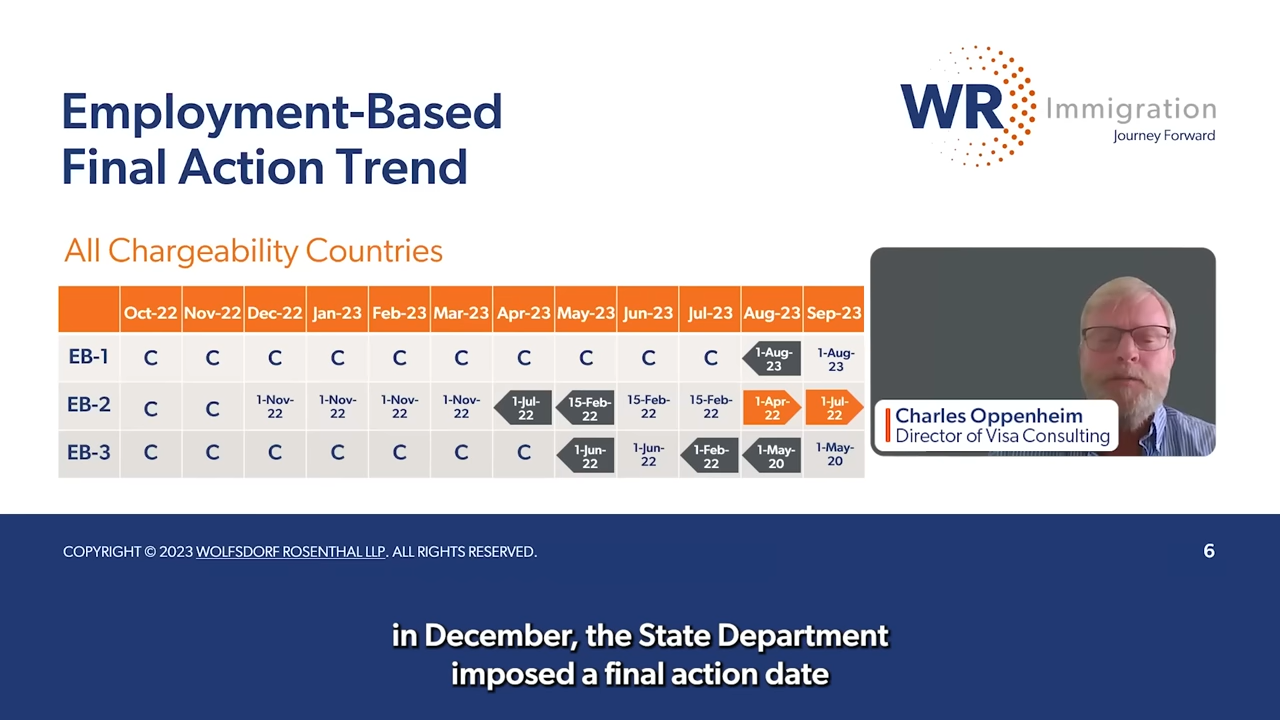 Employment-Based
Final Action Trend
WR Immigration
Journey Forward
All Chargeability Countries
Oct-22 Nov-22 Dec-22 Jan-23 Feb-23 Mar-23 Apr-23 May-23 Jun-23 Jul-23 Aug-23 Sep-23
EB-1 C C C C C C C C C C 1-Aug-23 1-Aug-23
EB-2 C C 1-Nov-22 1-Nov-22 1-Nov-22 1-Nov-22 1-Jul-22 15-Feb-22 15-Feb-22 15-Feb-22 1-Apr-22 1-Jul-22
EB-3 C C C C C C C 1-Jun-22 1-Jun-22 1-Feb-22 1-May-20 1-May-20
Charles Oppenheim
Director of Visa Consulting
COPYRIGHT © 2023 WOLFSDORF ROSENTHAL LLP. ALL RIGHTS RESERVED.
6
in December, the State Department
imposed a final action date